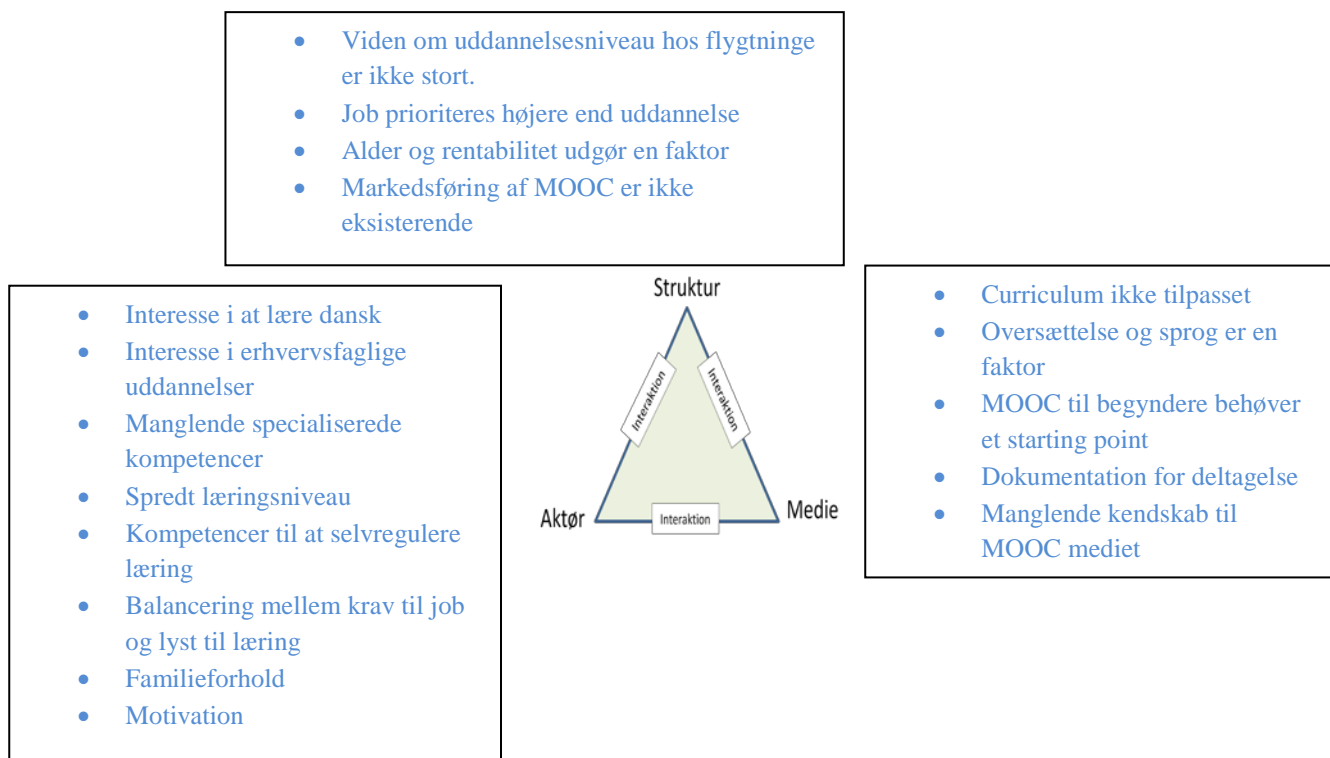 Viden om uddannelsesniveau hos flygtninge
er ikke stort.
Job prioriteres højere end uddannelse
Alder og rentabilitet udgør en faktor
Markedsføring af MOOC er ikke
eksisterende
Interesse i at lære dansk
Interesse i erhvervsfaglige
uddannelser
Manglende specialiserede
kompetencer
Spredt læringsniveau
Kompetencer til at selvregulere
læring
Balancering mellem krav til job
og lyst til læring
Familieforhold
Motivation
Struktur
Interaktion
Interaktion
Aktør
Interaktion
Medie
Curriculum ikke tilpasset
Oversættelse og sprog er en
faktor
MOOC til begyndere behøver
et starting point
Dokumentation for deltagelse
Manglende kendskab til
MOOC mediet